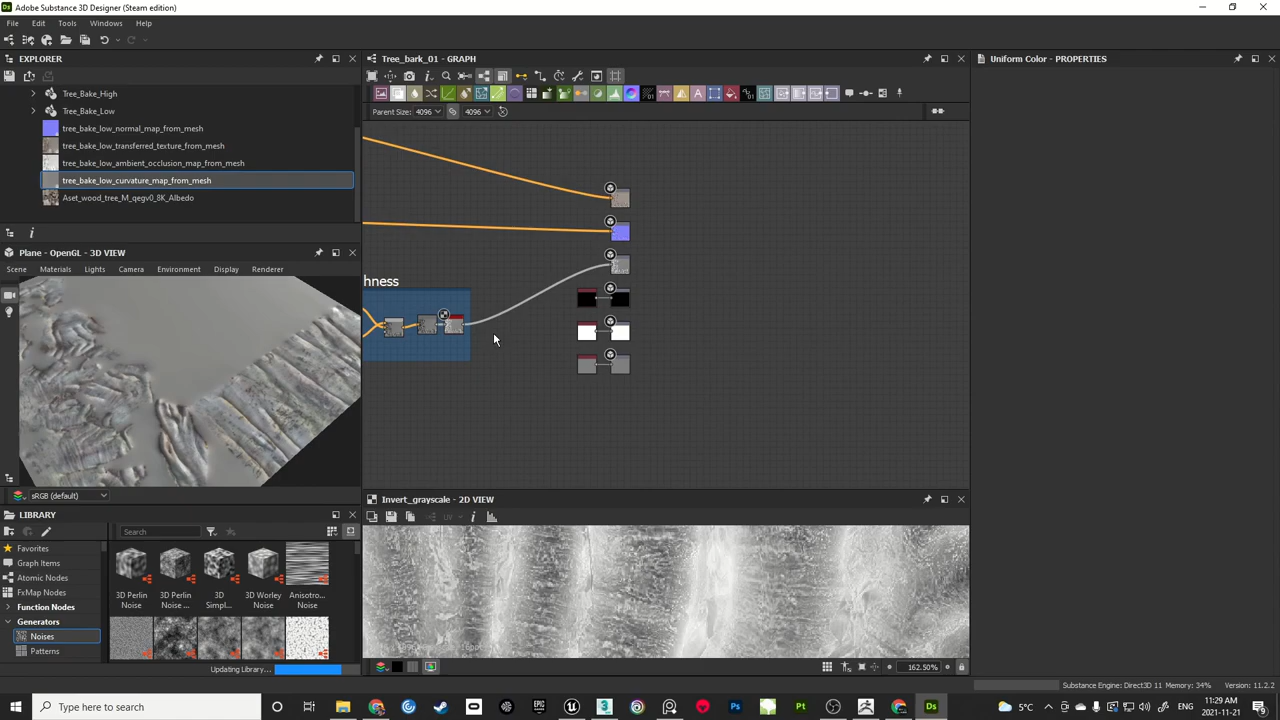 Adobe Substance 3D Designer (Steam edition)
File Edit Tools Windows Help
EXPLORER
Tree_Bake_High
Tree_Bake_Low
tree_bake_low_normal_map_from_mesh
tree_bake_low_transferred_texture_from_mesh
tree_bake_low_ambient_occlusion_map_from_mesh
tree_bake_low_curvature_map_from_mesh
Aset_wood_tree_M_qegv0_8K_Albedo
Plane - OpenGL - 3D VIEW
Scene Materials Lights Camera Environment Display Renderer
sRGB (default)
LIBRARY
Search
Favorites
Graph Items
Atomic Nodes
FxMap Nodes
Function Nodes
Generators
Noises
Patterns
3D Perlin Noise
3D Perlin Noise ...
3D Simpl...
3D Worley Noise
Anisotro... Noise
Updating Library...
Tree_bark_01 - GRAPH
Parent Size: 4096 4096
hness
Invert_grayscale - 2D VIEW
UV
162.50%
Uniform Color - PROPERTIES
Substance Engine: Direct3D 11 Memory: 34% Version: 11.2.2
Type here to search
5°C
ENG
11:29 AM
2021-11-21